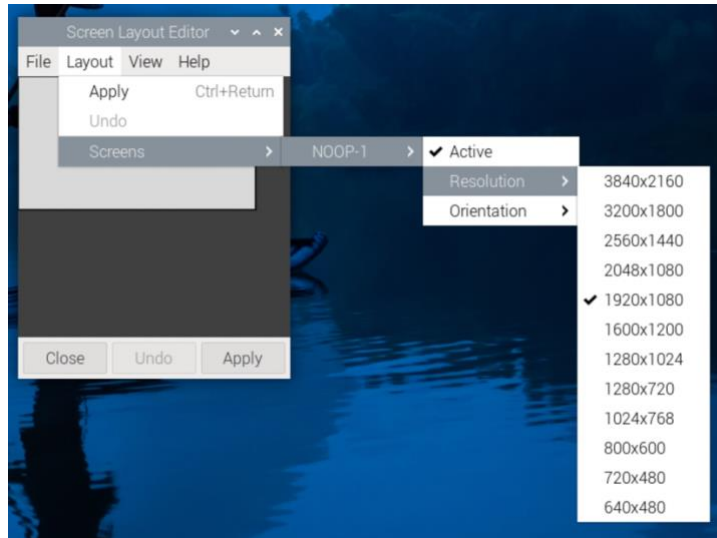 Screen Layout Editor
File Layout View Help
Apply Ctrl+Return
Undo
Screens
NOOP-1
Active
Resolution
Orientation
3840x2160
3200x1800
2560x1440
2048x1080
1920x1080
1600x1200
1280x1024
1280x720
1024x768
800x600
720x480
640x480
Close Undo Apply